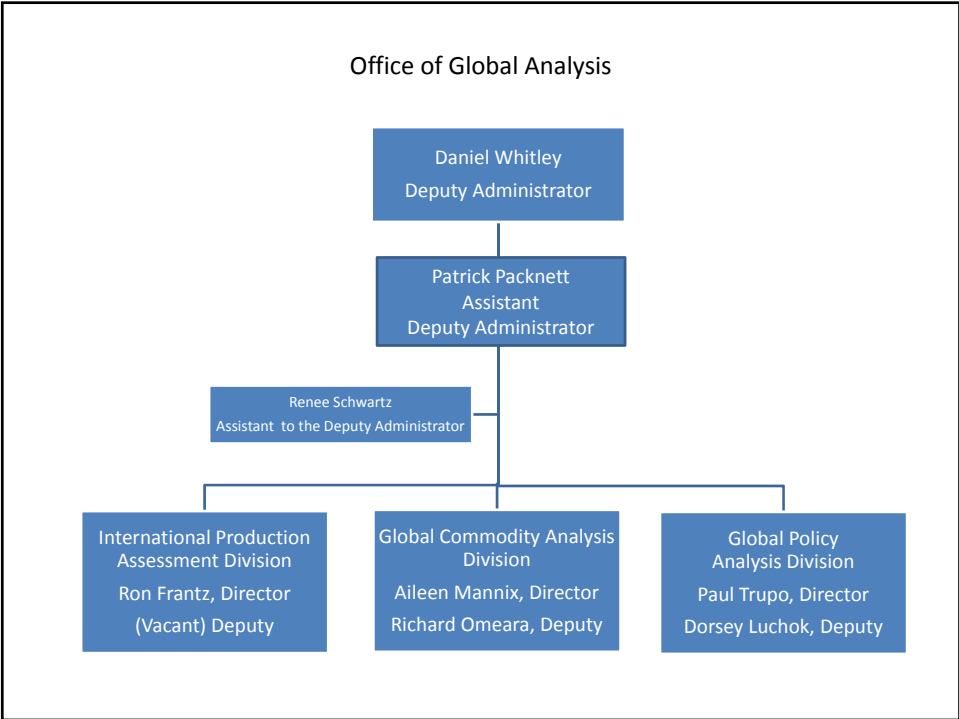 Office of Global Analysis
Daniel Whitley
Deputy Administrator
Patrick Packnett
Assistant
Deputy Administrator
Renee Schwartz
Assistant to the Deputy Administrator
International Production
Assessment Division
Ron Frantz, Director
(Vacant) Deputy
Global Commodity Analysis
Division
Aileen Mannix, Director
Richard Omeara, Deputy
Global Policy
Analysis Division
Paul Trupo, Director
Dorsey Luchok, Deputy